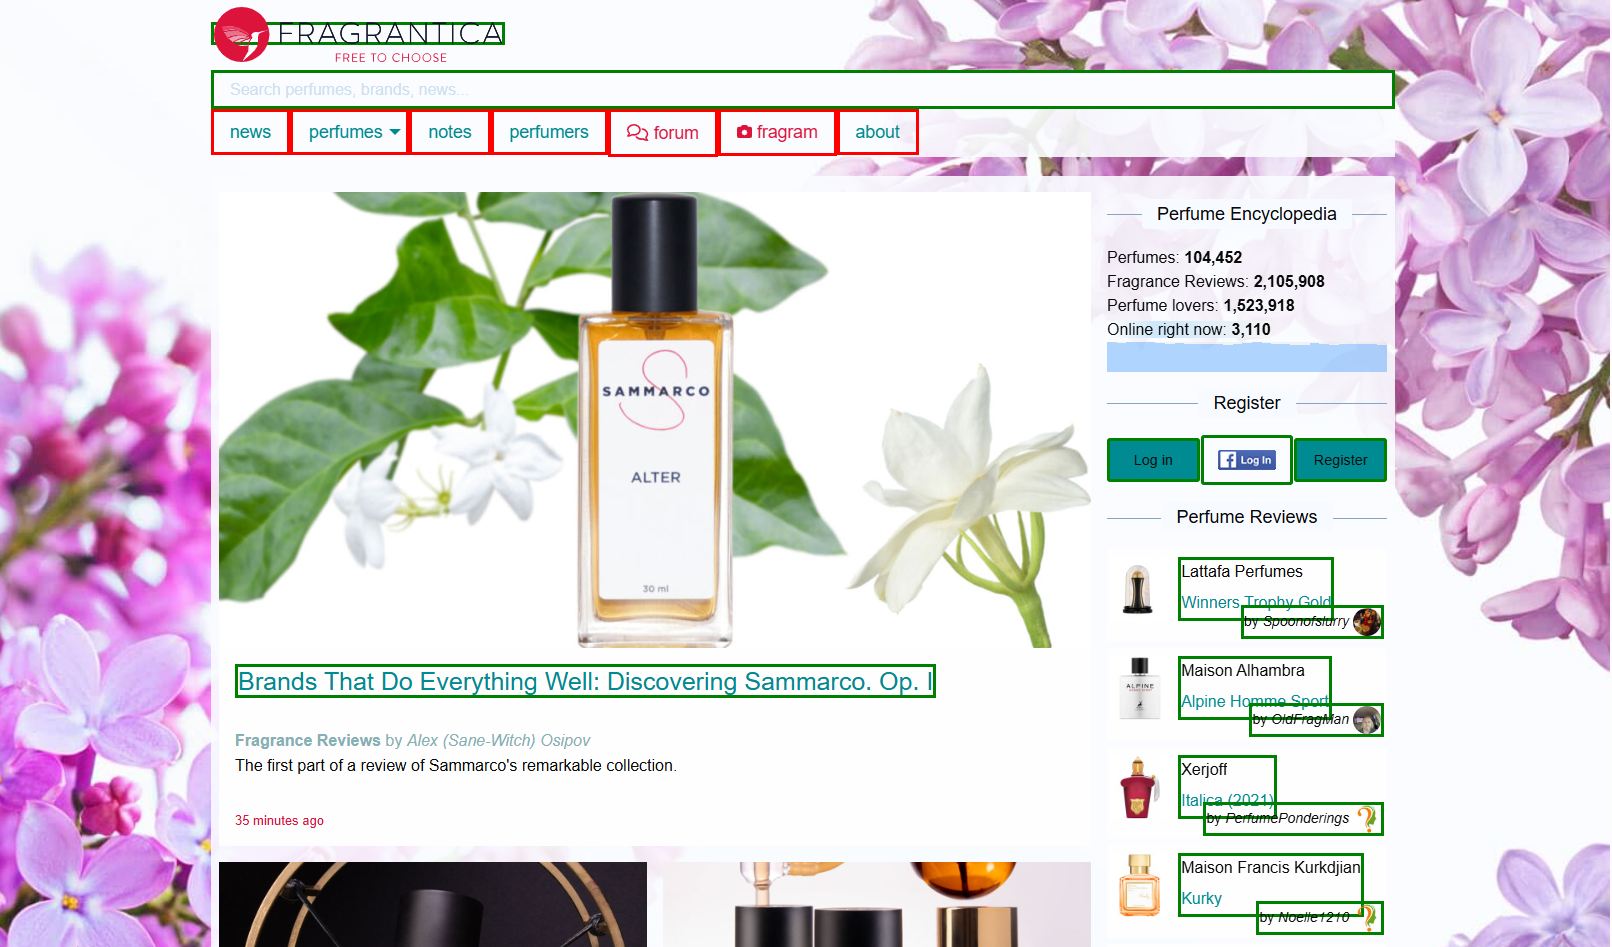 FRAGRANTICA
FREE TO CHOOSE
Search perfumes, brands, news...
news
perfumes
notes
perfumers
forum
fragram
about
SAMMARCO
ALTER
30 ml
Brands That Do Everything Well: Discovering Sammarco. Op. I
Fragrance Reviews by Alex (Sane-Witch) Osipov
The first part of a review of Sammarco's remarkable collection.
35 minutes ago
Perfume Encyclopedia
Perfumes: 104,452
Fragrance Reviews: 2,105,908
Perfume lovers: 1,523,918
Online right now: 3,110
Register
Log in
f Log In
Register
Perfume Reviews
Lattafa Perfumes
Winners Trophy Gold
by Spoonofslurry
ALPINE
Maison Alhambra
Alpine Homme Sport
by OldFragMan
Xerjoff
Italica (2021)
by PerfumePonderings
Maison Francis Kurkdjian
Kurky
by Noelle1210